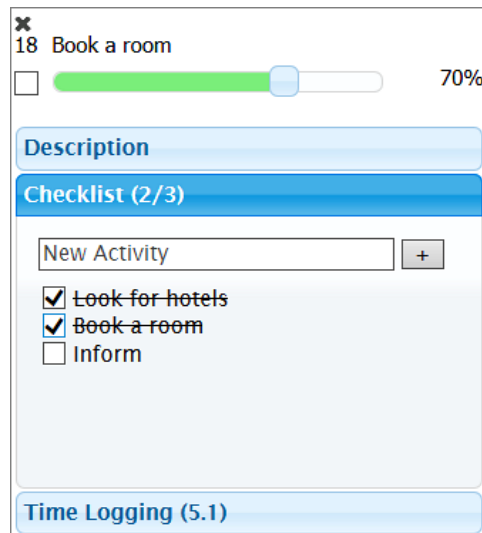 18 Book a room
70%
Description
Checklist (2/3)
New Activity
+
Look for hotels
Book a room
Inform
Time Logging (5.1)